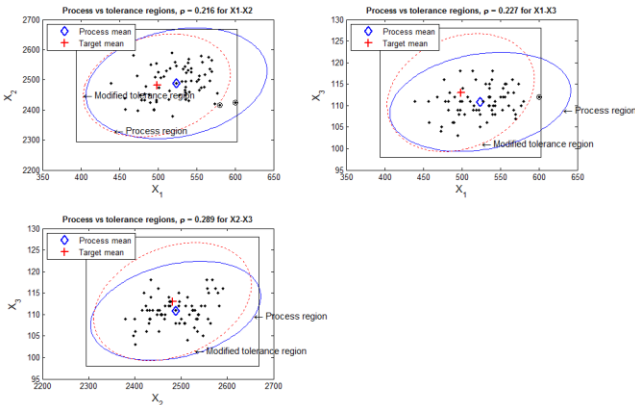 Process vs tolerance regions, ρ = 0.216 for X1-X2
2700
2600
2500
2400
2300
2200
X2
Process mean
Target mean
Modified tolerance region
Process region
350 400 450 500 550 600 650
X1
Process vs tolerance regions, ρ = 0.227 for X1-X3
130
125
120
115
110
105
100
95
X3
Process mean
Target mean
Process region
Modified tolerance region
350 400 450 500 550 600 650
X1
Process vs tolerance regions, ρ = 0.289 for X2-X3
130
125
120
115
110
105
100
95
X3
Process mean
Target mean
Process region
Modified tolerance region
2200 2300 2400 2500 2600 2700
X2